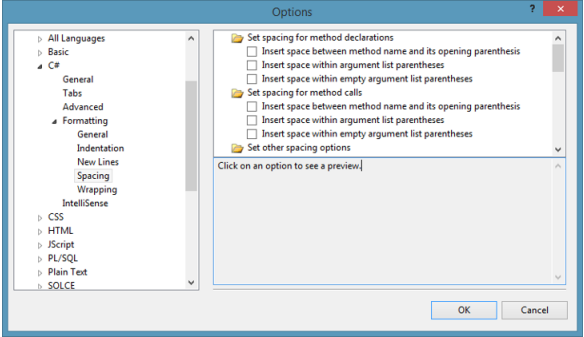 Options
?
All Languages
Basic
C#
General
Tabs
Advanced
Formatting
General
Indentation
New Lines
Spacing
Wrapping
IntelliSense
CSS
HTML
JScript
PL/SQL
Plain Text
SOLCE
Set spacing for method declarations
Insert space between method name and its opening parenthesis
Insert space within argument list parentheses
Insert space within empty argument list parentheses
Set spacing for method calls
Insert space between method name and its opening parenthesis
Insert space within argument list parentheses
Insert space within empty argument list parentheses
Set other spacing options
Click on an option to see a preview.
OK
Cancel